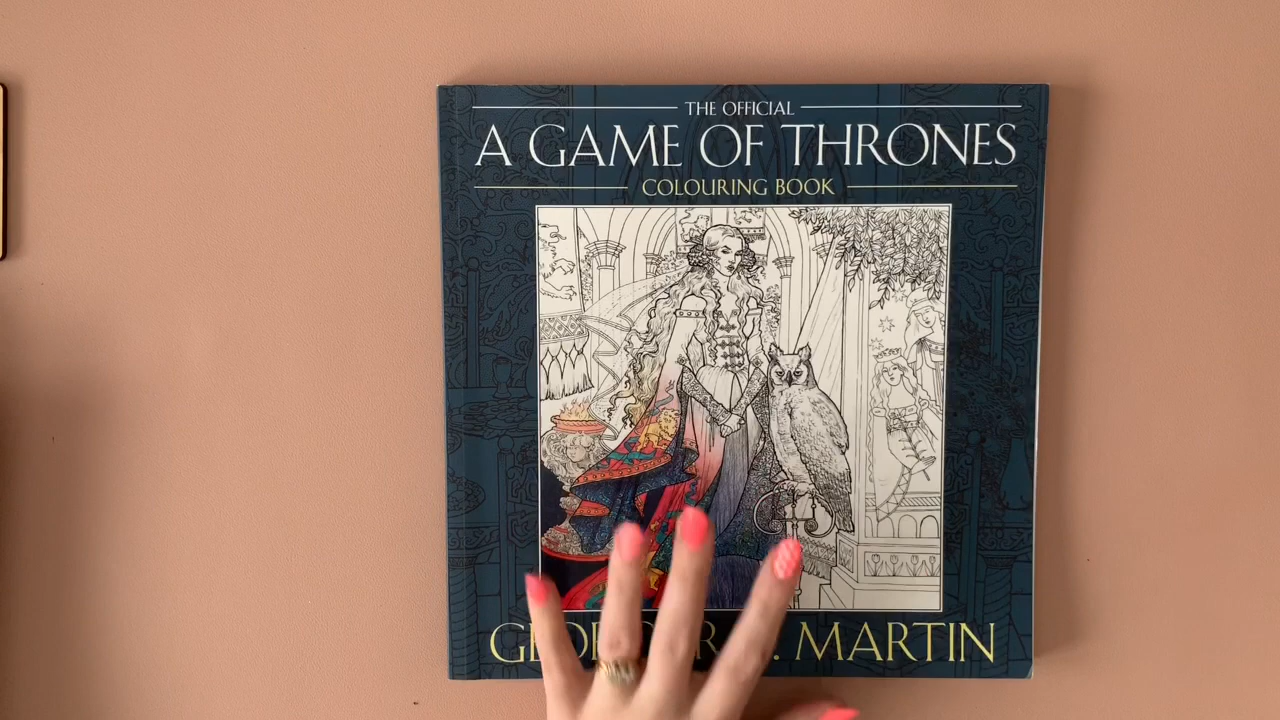 THE OFFICIAL
A GAME OF THRONES
COLOURING BOOK
MARTIN